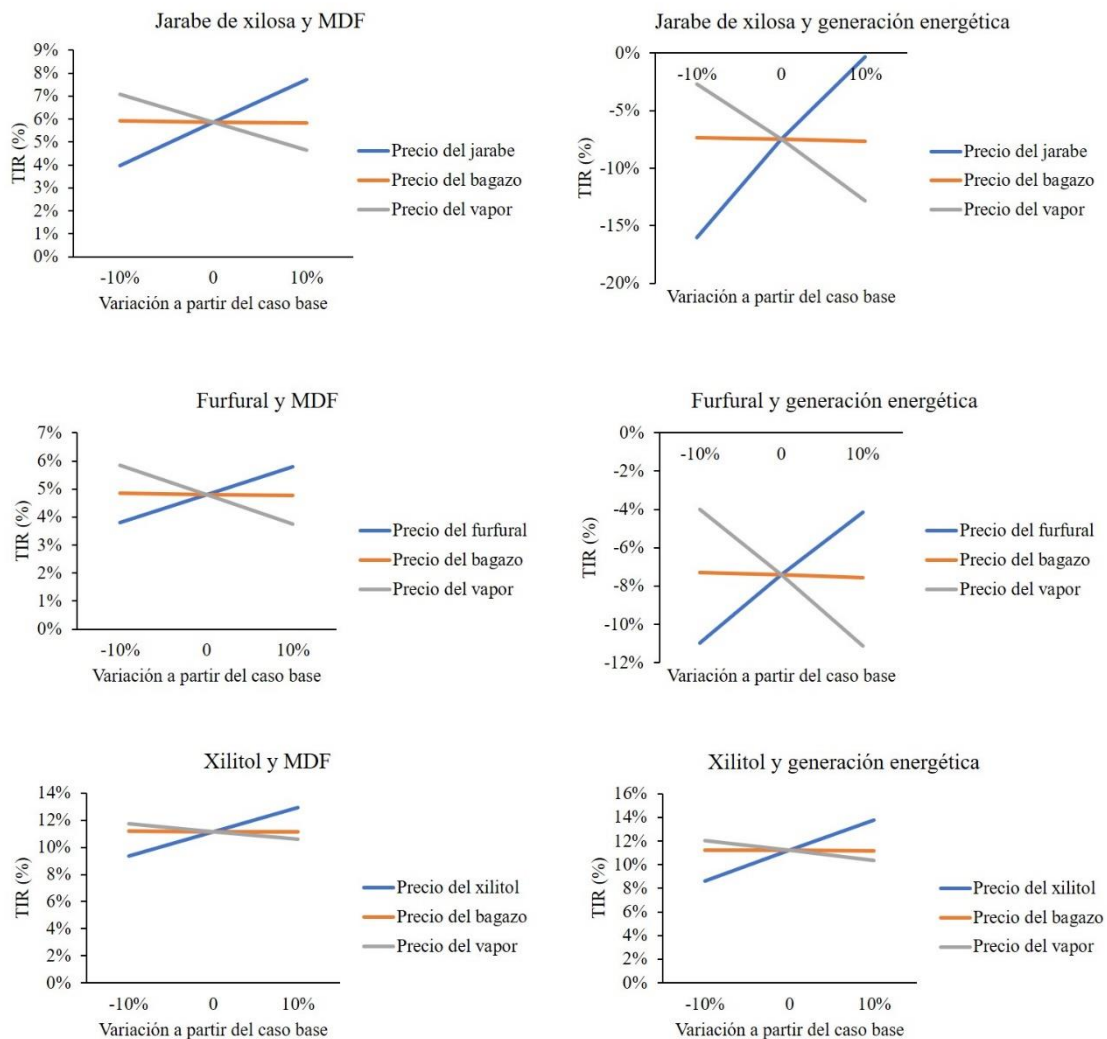 Jarabe de xilosa y MDF
9%
8%
7%
6%
5%
4%
3%
2%
1%
0%
TIR (%)
-10%
0
10%
Variación a partir del caso base
Precio del jarabe
Precio del bagazo
Precio del vapor
Jarabe de xilosa y generación energética
0%
-5%
-10%
-15%
-20%
TIR (%)
-10%
0
10%
Variación a partir del caso base
Precio del jarabe
Precio del bagazo
Precio del vapor
Furfural y MDF
7%
6%
5%
4%
3%
2%
1%
0%
TIR (%)
-10%
0
10%
Variación a partir del caso base
Precio del furfural
Precio del bagazo
Precio del vapor
Furfural y generación energética
0%
-2%
-4%
-6%
-8%
-10%
-12%
TIR (%)
-10%
0
10%
Variación a partir del caso base
Precio del furfural
Precio del bagazo
Precio del vapor
Xilitol y MDF
14%
12%
10%
8%
6%
4%
2%
0%
TIR (%)
-10%
0
10%
Variación a partir del caso base
Precio del xilitol
Precio del bagazo
Precio del vapor
Xilitol y generación energética
16%
14%
12%
10%
8%
6%
4%
2%
0%
TIR (%)
-10%
0
10%
Variación a partir del caso base
Precio del xilitol
Precio del bagazo
Precio del vapor